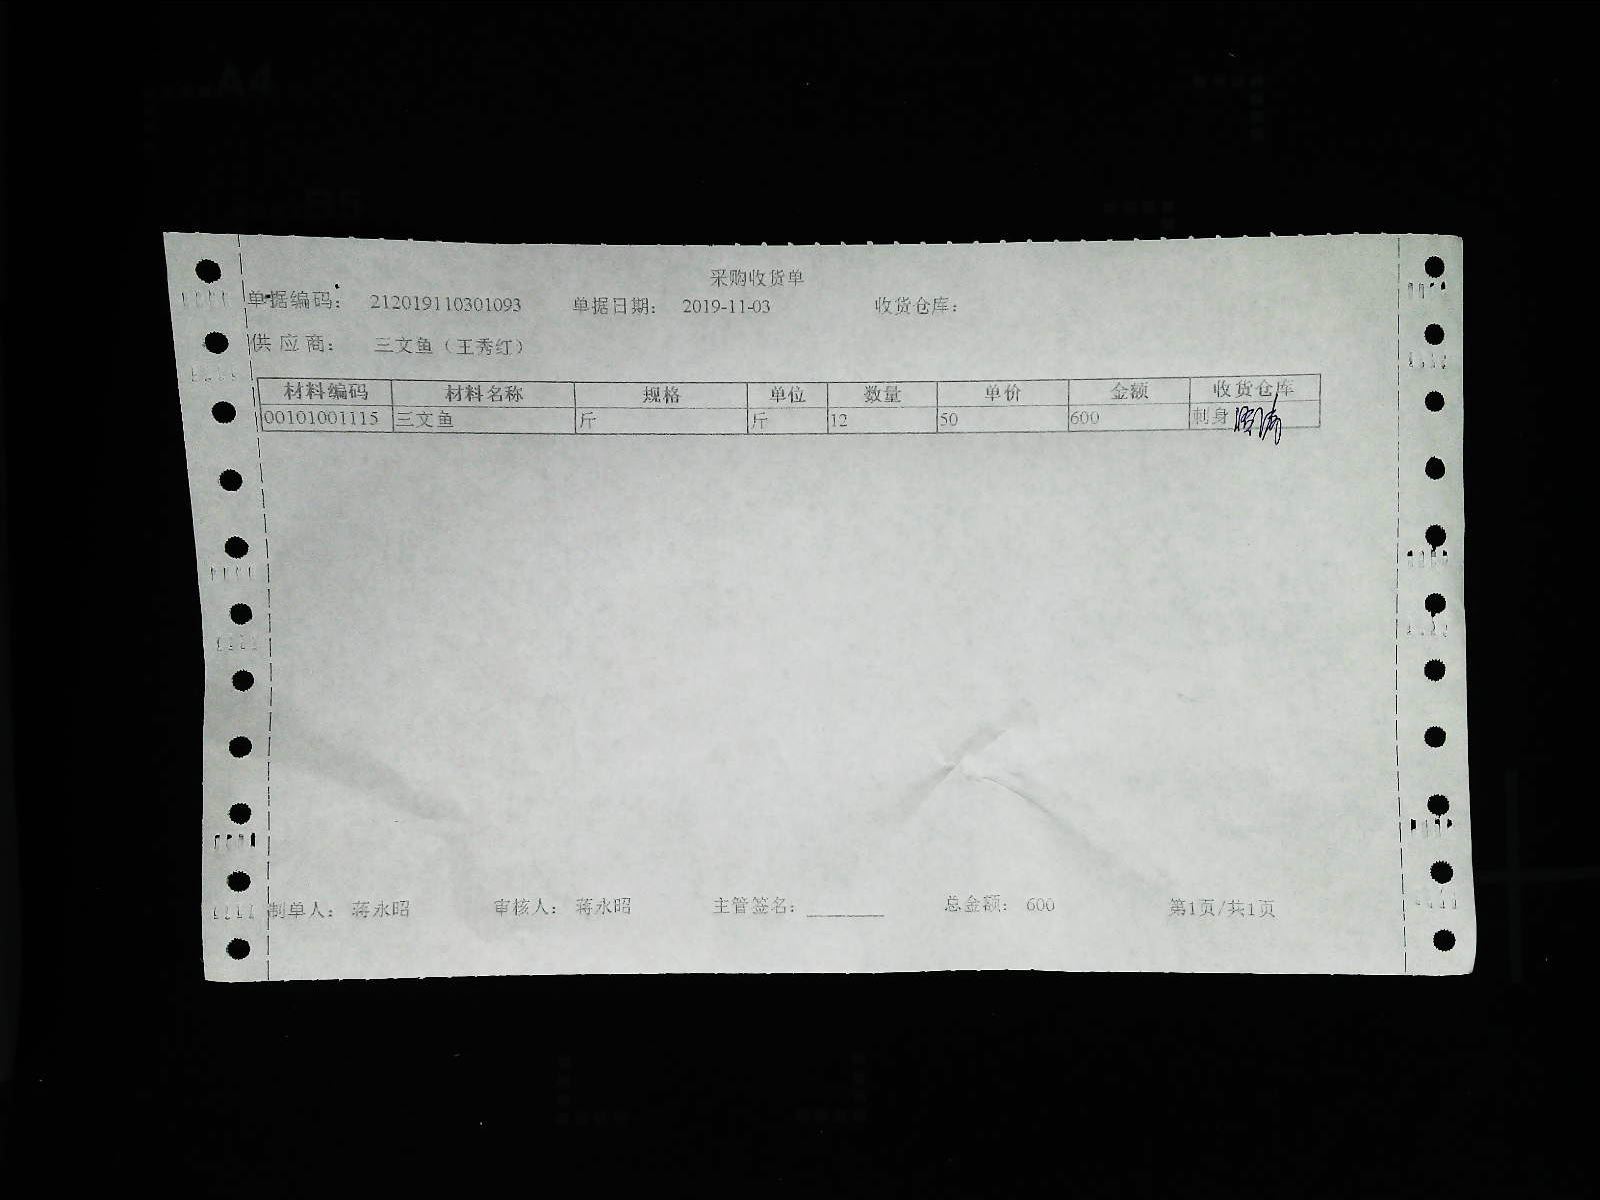 采购收货单
单据编码： 212019110301093 单据日期： 2019-11-03 收货仓库：
供应商： 三文鱼（王秀红）
材料编码 材料名称 规格 单位 数量 单价 金额 收货仓库
00101001115 三文鱼 斤 斤 12 50 600 刺身
制单人： 蒋永昭 审核人： 蒋永昭 主管签名： 总金额： 600 第1页/共1页